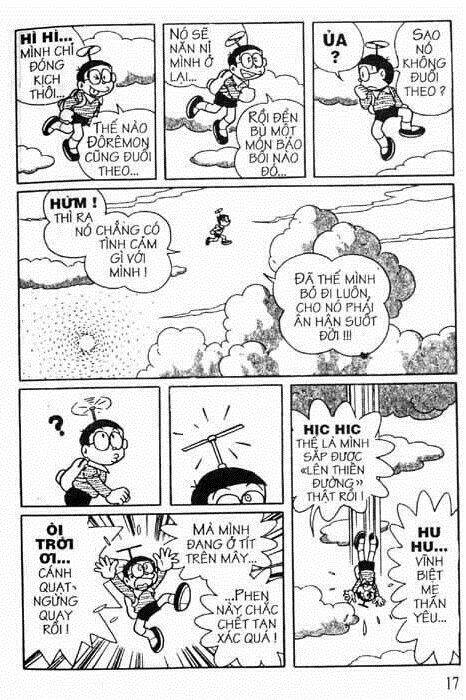 HÌ HÌ...
MÌNH CHỈ
ĐÓNG
KỊCH
THÔI...
THẾ NÀO
ĐÔRÊMON
CŨNG ĐUỔI
THEO...
NÓ SẼ
NĂN NỈ
MÌNH Ở
LẠI...
RỒI ĐỀN
BÙ MỘT
MÓN BẢO
BỐI NÀO
ĐÓ...
ỦA
?
SAO
NÓ
KHÔNG
ĐUỔI
THEO ?
HỪM !
THÌ RA
NÓ CHẲNG CÓ
TÌNH CẢM
GÌ VỚI
MÌNH !
ĐÃ THẾ MÌNH
BỎ ĐI LUÔN,
CHO NÓ PHẢI
ÂN HẬN SUỐT
ĐỜI !!!
?
ÔI
TRỜI
ƠI...
CÁNH
QUẠT
NGỪNG
QUAY
RỒI !
MÀ MÌNH
ĐANG Ở TÍT
TRÊN MÂY...
...PHEN
NÀY CHẮC
CHẾT TAN
XÁC QUÁ !
HỊC HIC
THẾ LÀ MÌNH
SẮP ĐƯỢC
«LÊN THIÊN
ĐƯỜNG»
THẬT RỒI !
HU
HU...
VĨNH
BIỆT
MẸ
THÂN
YÊU...
17